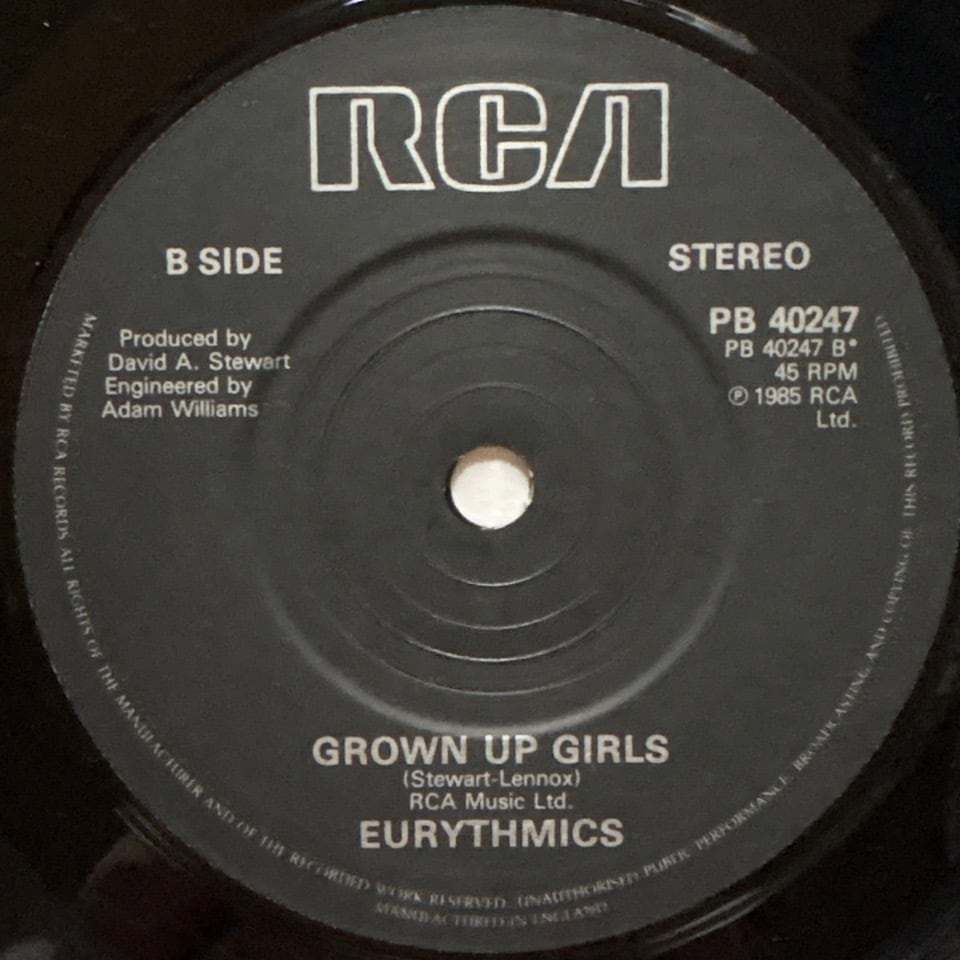 RCA
B SIDE
STEREO
Produced by
David A. Stewart
Engineered by
Adam Williams
PB 40247
PB 40247 B*
45 RPM
℗ 1985 RCA
Ltd.
GROWN UP GIRLS
(Stewart-Lennox)
RCA Music Ltd.
EURYTHMICS
MARKETED BY RCA RECORDS ALL RIGHTS OF THE MANUFACTURER AND OF THE RECORDED WORK RESERVED. UNAUTHORISED PUBLIC PERFORMANCE, BROADCASTING, AND COPYING OF THIS RECORD PROHIBITED
MANUFACTURED IN ENGLAND